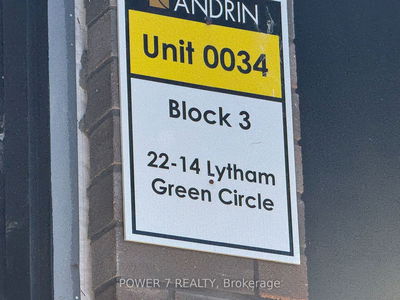 ANDRIN
Unit 0034
Block 3
22-14 Lytham
Green Circle
POWER 7 REALTY, Brokerage